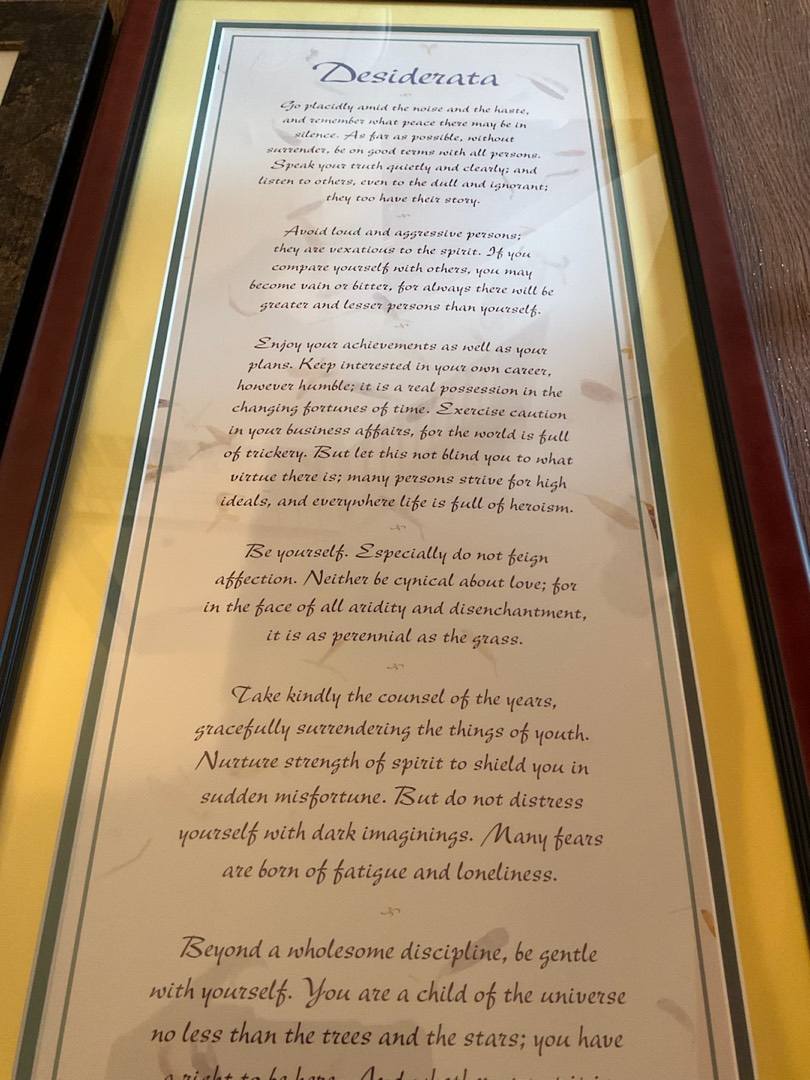 Desiderata
Go placidly amid the noise and the haste,
and remember what peace there may be in
silence. As far as possible, without
surrender, be on good terms with all persons.
Speak your truth quietly and clearly; and
listen to others, even to the dull and ignorant;
they too have their story.
Avoid loud and aggressive persons;
they are vexatious to the spirit. If you
compare yourself with others, you may
become vain or bitter, for always there will be
greater and lesser persons than yourself.
Enjoy your achievements as well as your
plans. Keep interested in your own career,
however humble; it is a real possession in the
changing fortunes of time. Exercise caution
in your business affairs, for the world is full
of trickery. But let this not blind you to what
virtue there is; many persons strive for high
ideals, and everywhere life is full of heroism.
Be yourself. Especially do not feign
affection. Neither be cynical about love; for
in the face of all aridity and disenchantment,
it is as perennial as the grass.
Take kindly the counsel of the years,
gracefully surrendering the things of youth.
Nurture strength of spirit to shield you in
sudden misfortune. But do not distress
yourself with dark imaginings. Many fears
are born of fatigue and loneliness.
Beyond a wholesome discipline, be gentle
with yourself. You are a child of the universe
no less than the trees and the stars; you have
a right to be here. And whether